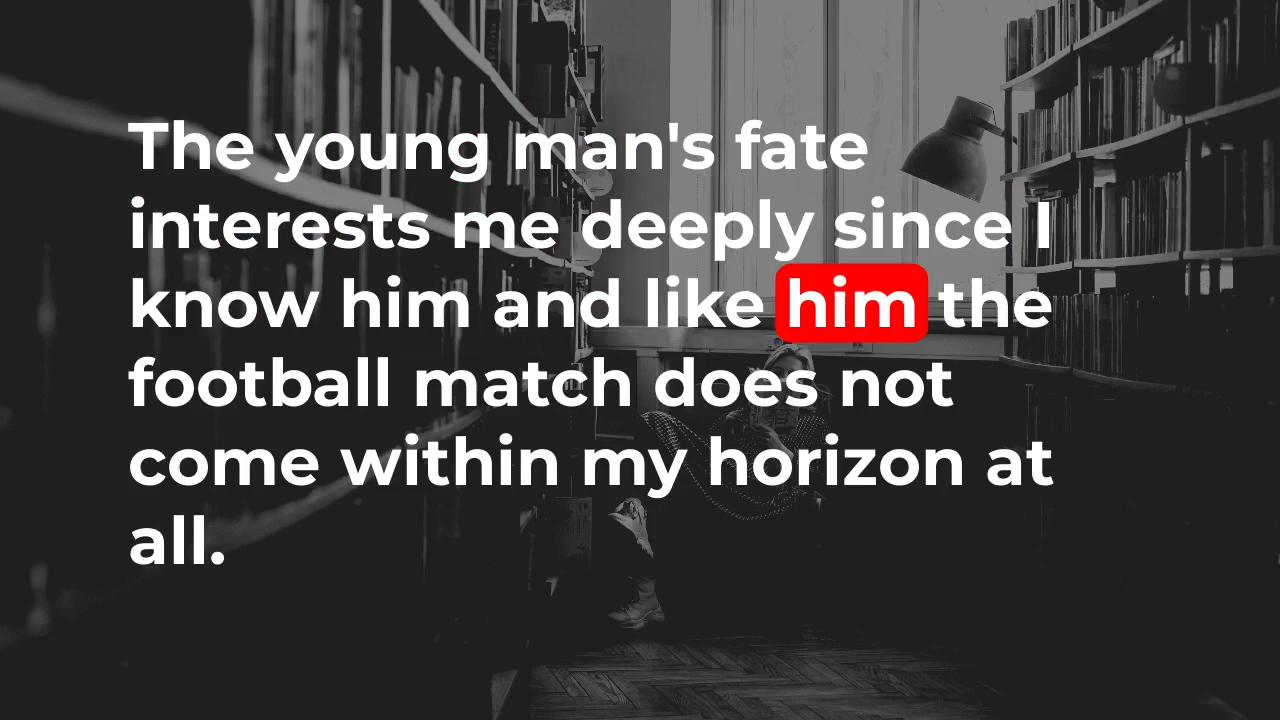 The young man's fate
interests me deeply since I
know him and like him the
football match does not
come within my horizon at
all.